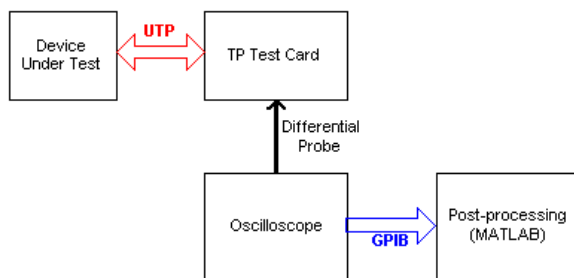 Device
Under Test
UTP
TP Test Card
Differential
Probe
Oscilloscope
GPIB
Post-processing
(MATLAB)